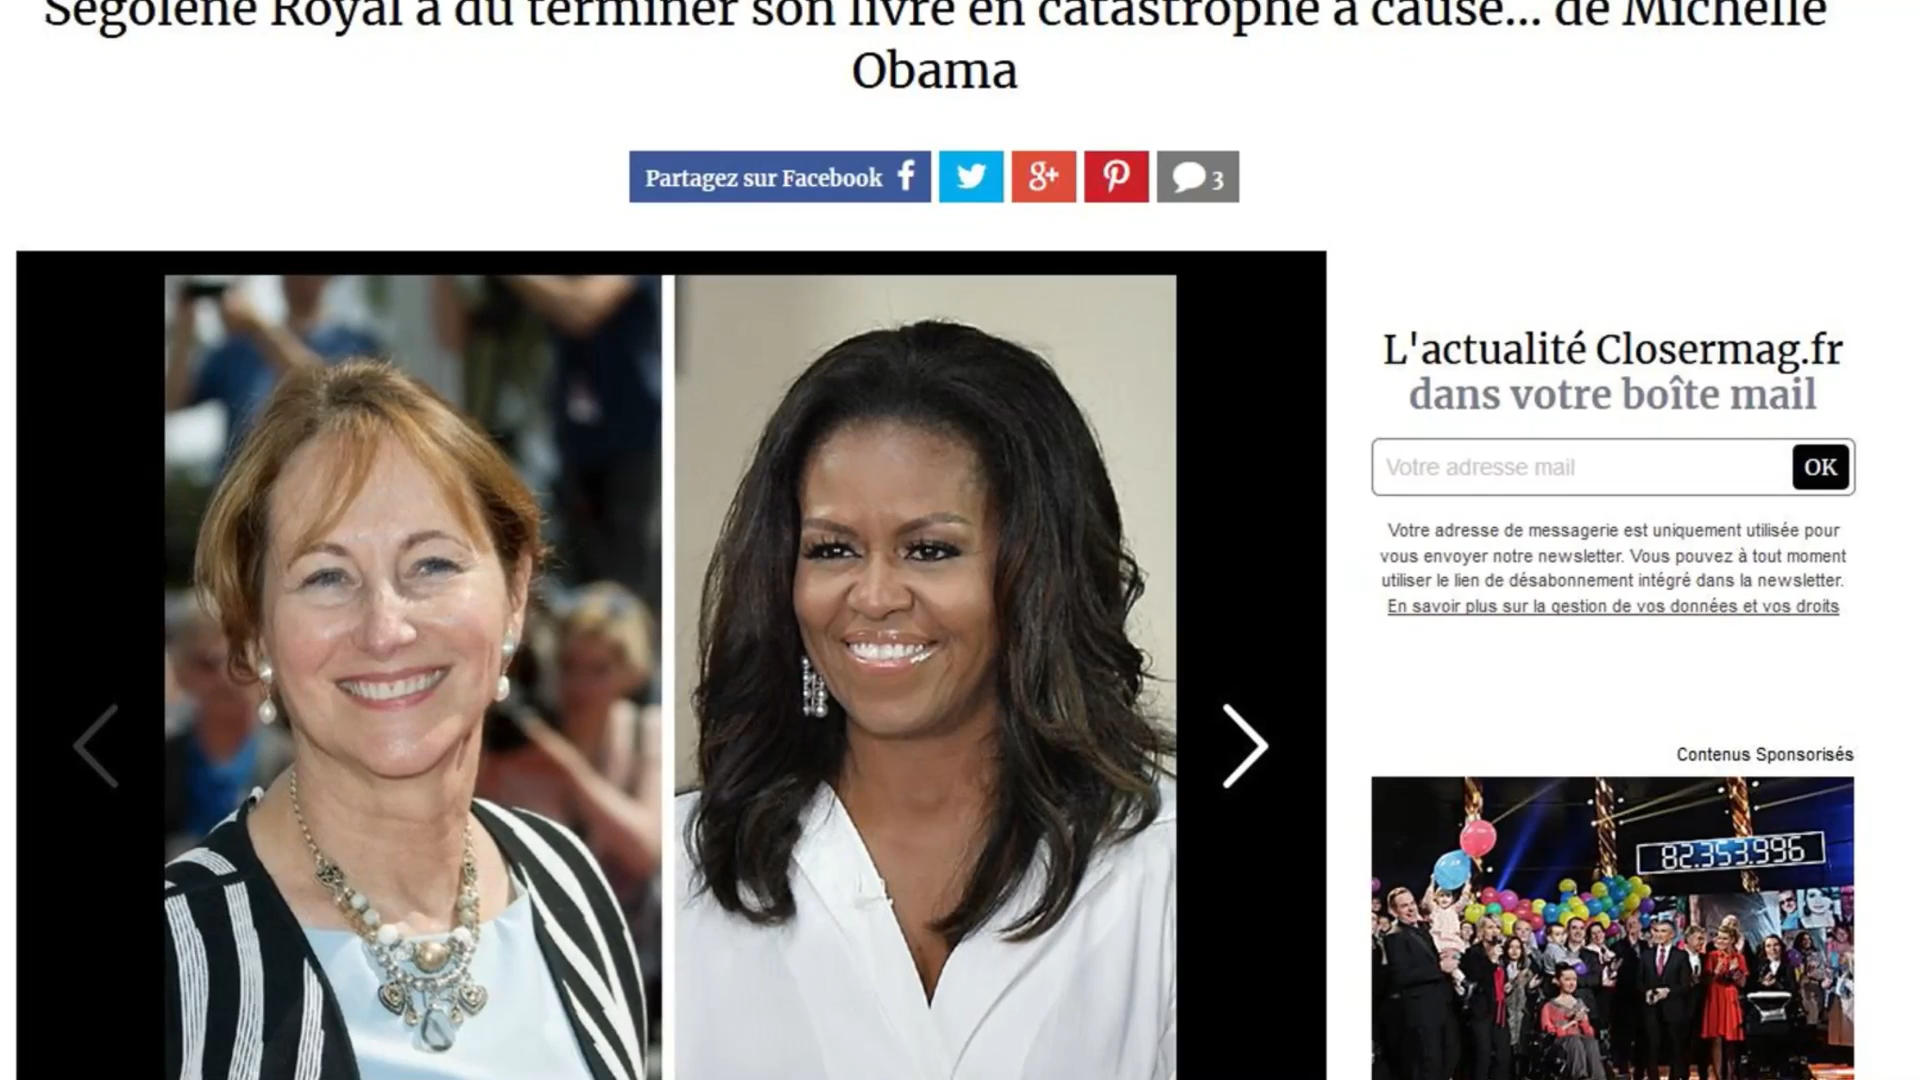 Ségolène Royal a dû terminer son livre en catastrophe à cause... de Michelle
Obama
Partagez sur Facebook f
g+
3
L'actualité Closermag.fr
dans votre boîte mail
Votre adresse mail
OK
Votre adresse de messagerie est uniquement utilisée pour
vous envoyer notre newsletter. Vous pouvez à tout moment
utiliser le lien de désabonnement intégré dans la newsletter.
En savoir plus sur la gestion de vos données et vos droits
Contenus Sponsorisés
82.353.996